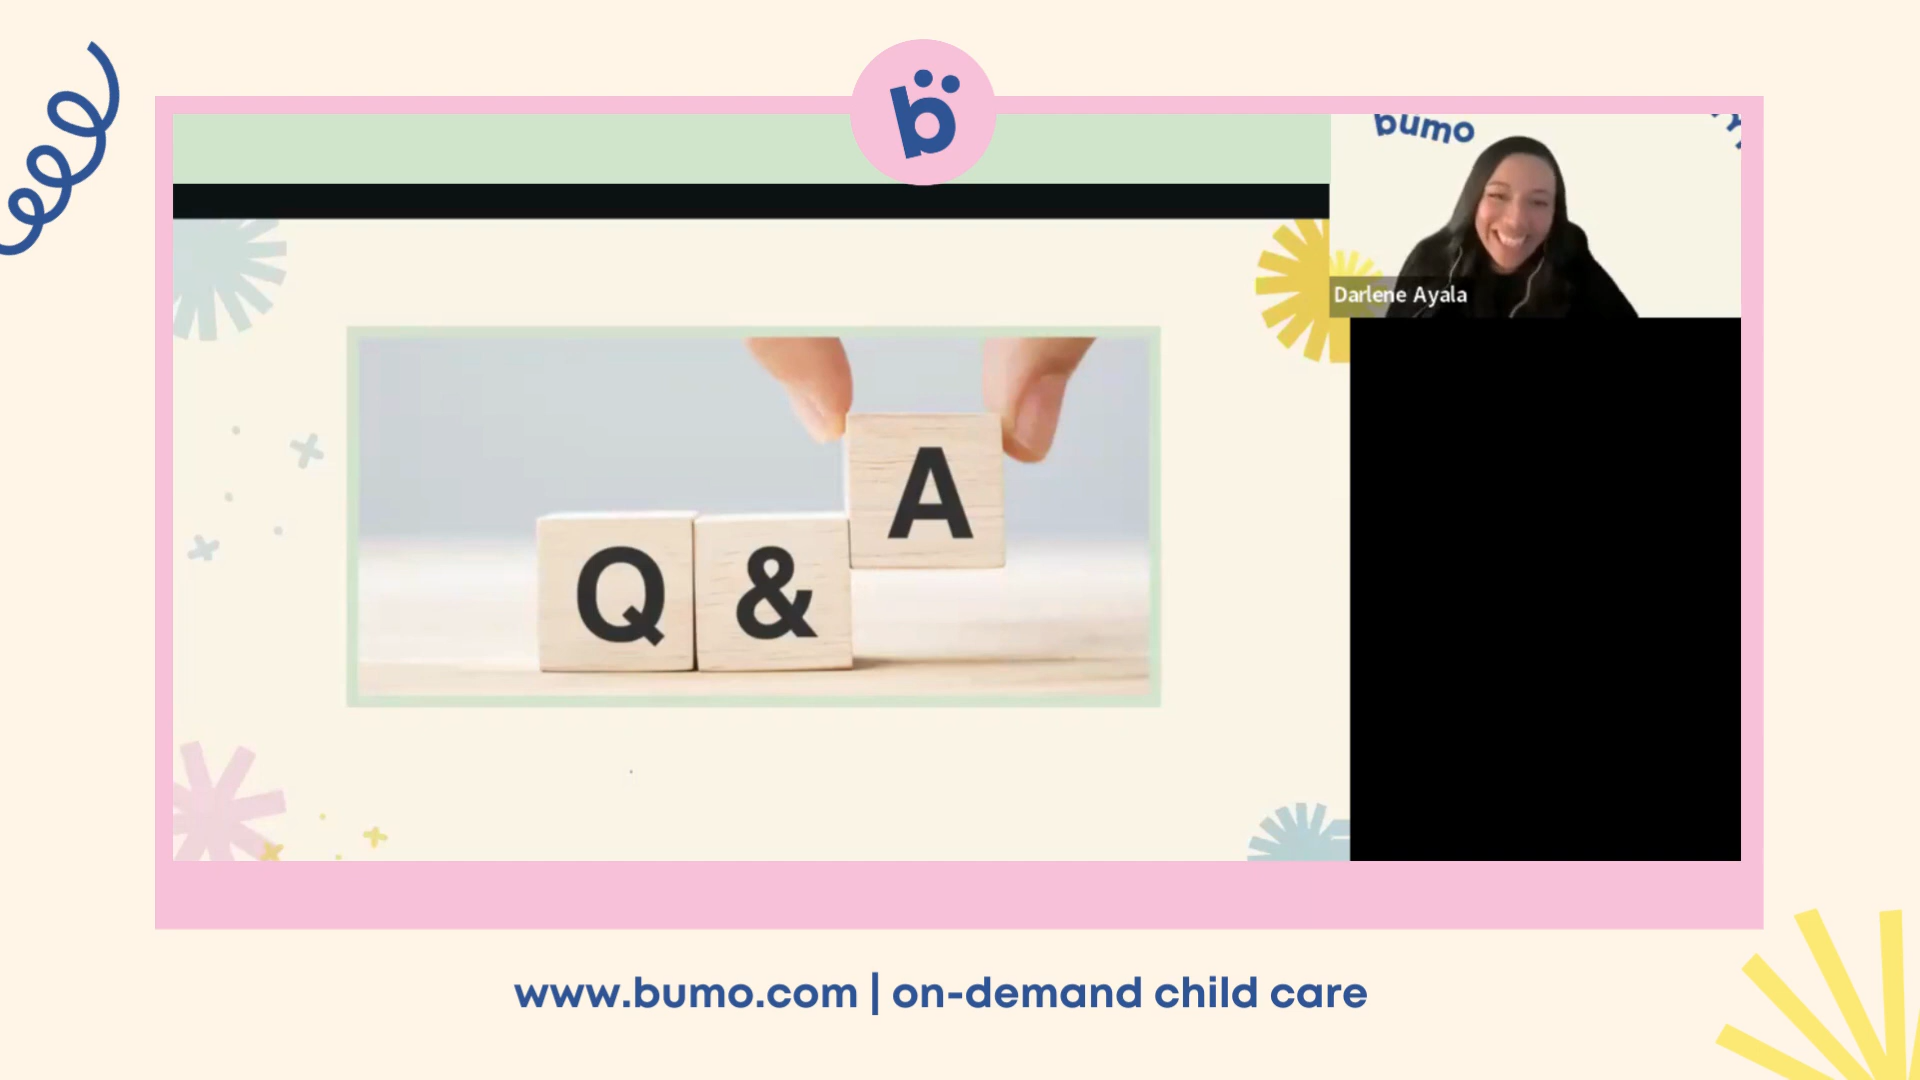 b
bumo
Darlene Ayala
Q & A
www.bumo.com | on-demand child care